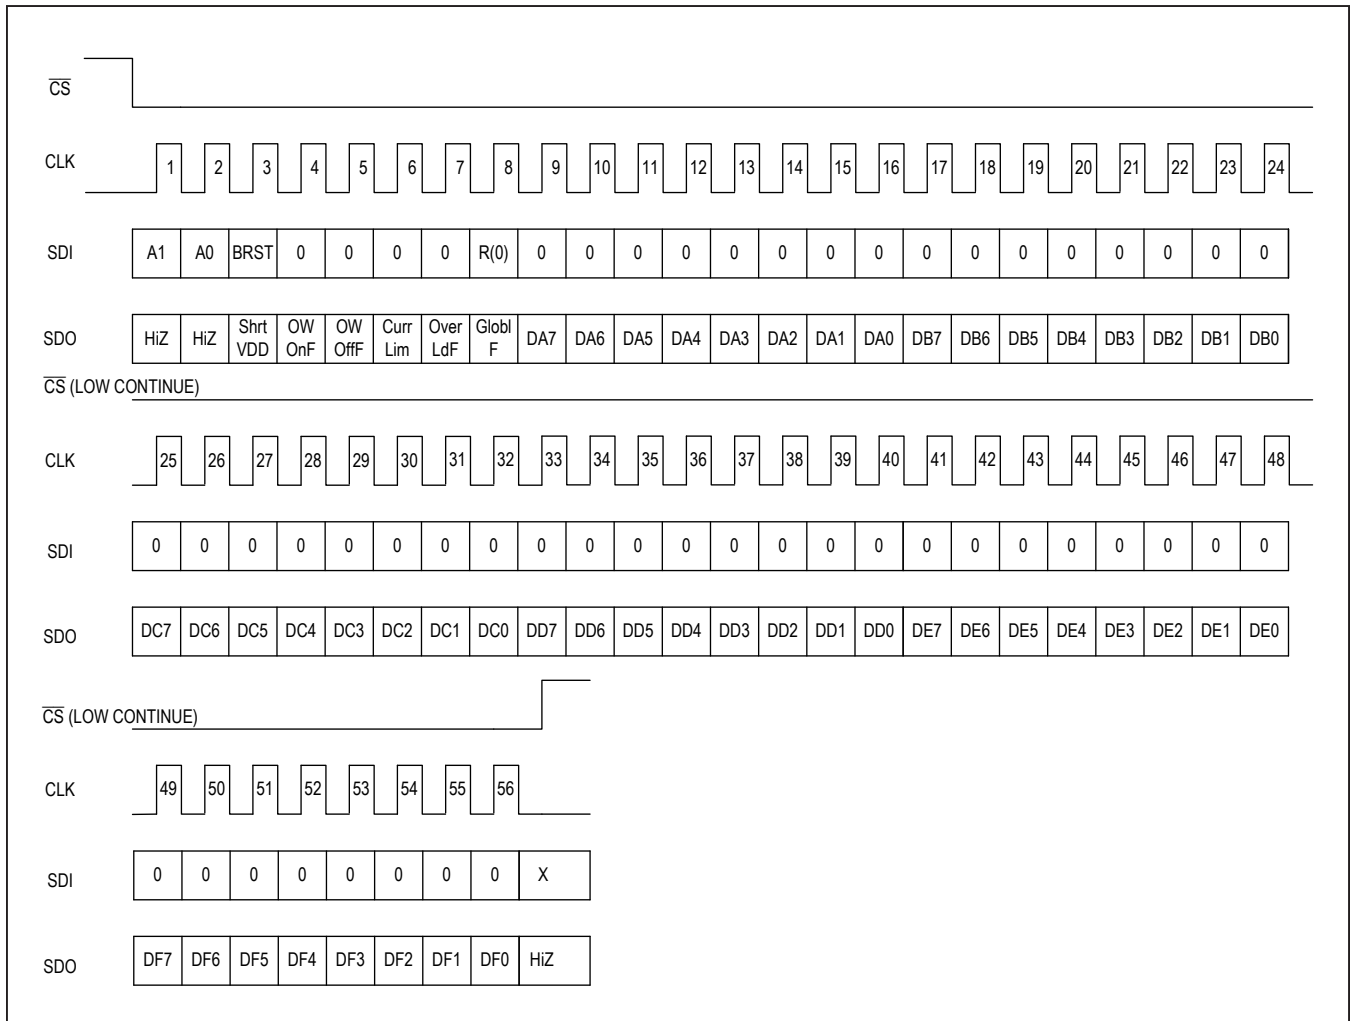 CS
CLK 1 2 3 4 5 6 7 8 9 10 11 12 13 14 15 16 17 18 19 20 21 22 23 24
SDI A1 A0 BRST 0 0 0 0 R(0) 0 0 0 0 0 0 0 0 0 0 0 0 0 0 0 0
SDO HiZ HiZ Shrt VDD OW OnF OW OffF Curr Lim Over LdF Globl F DA7 DA6 DA5 DA4 DA3 DA2 DA1 DA0 DB7 DB6 DB5 DB4 DB3 DB2 DB1 DB0
CS (LOW CONTINUE)
CLK 25 26 27 28 29 30 31 32 33 34 35 36 37 38 39 40 41 42 43 44 45 46 47 48
SDI 0 0 0 0 0 0 0 0 0 0 0 0 0 0 0 0 0 0 0 0 0 0 0 0
SDO DC7 DC6 DC5 DC4 DC3 DC2 DC1 DC0 DD7 DD6 DD5 DD4 DD3 DD2 DD1 DD0 DE7 DE6 DE5 DE4 DE3 DE2 DE1 DE0
CS (LOW CONTINUE)
CLK 49 50 51 52 53 54 55 56
SDI 0 0 0 0 0 0 0 0 X
SDO DF7 DF6 DF5 DF4 DF3 DF2 DF1 DF0 HiZ